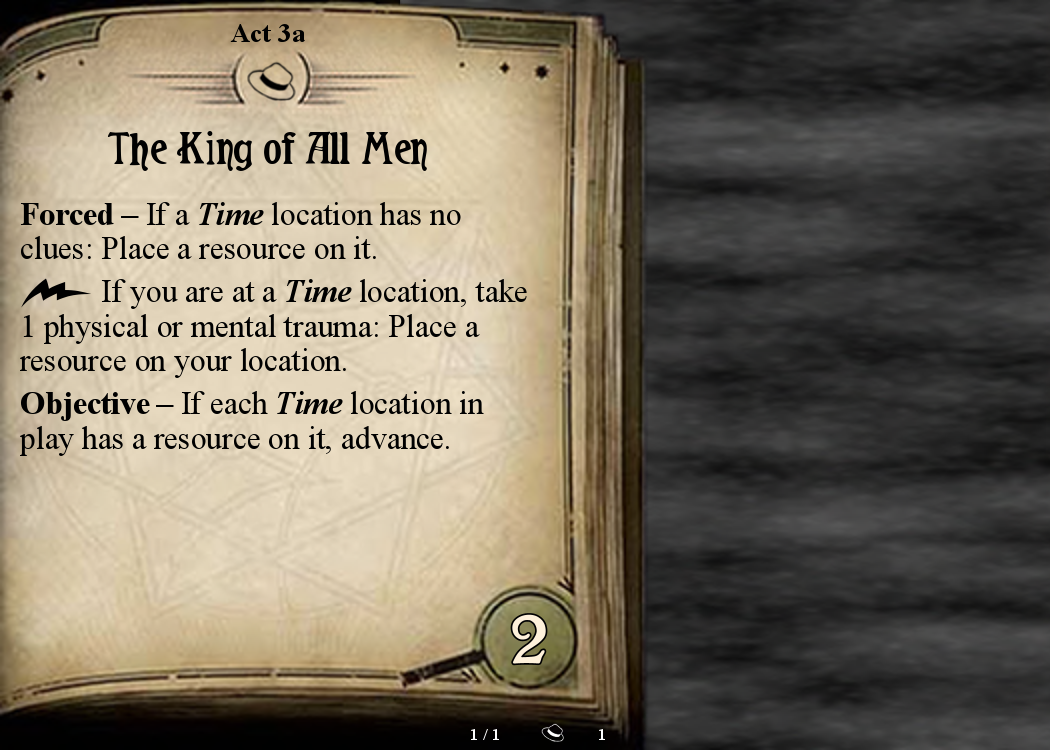 Act 3a
The King of All Men
Forced – If a Time location has no
clues: Place a resource on it.
If you are at a Time location, take
1 physical or mental trauma: Place a
resource on your location.
Objective – If each Time location in
play has a resource on it, advance.
2
1 / 1 1